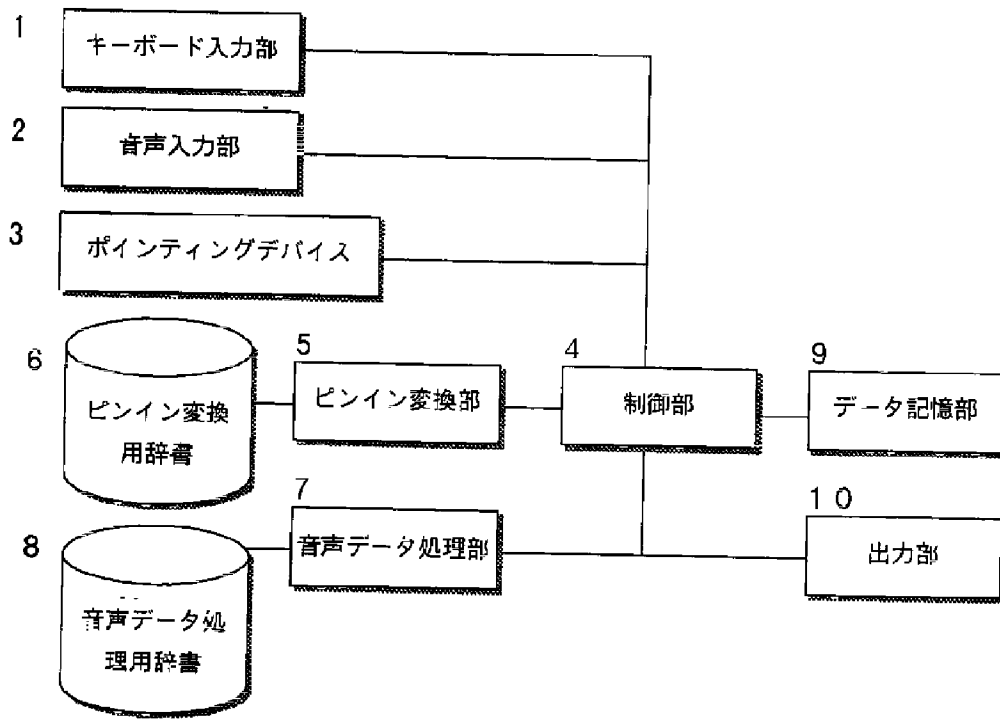 1
キーボード入力部
2
音声入力部
3
ポインティングデバイス
6
ピンイン変換
用辞書
5
ピンイン変換部
4
制御部
9
データ記憶部
8
音声データ処
理用辞書
7
音声データ処理部
10
出力部